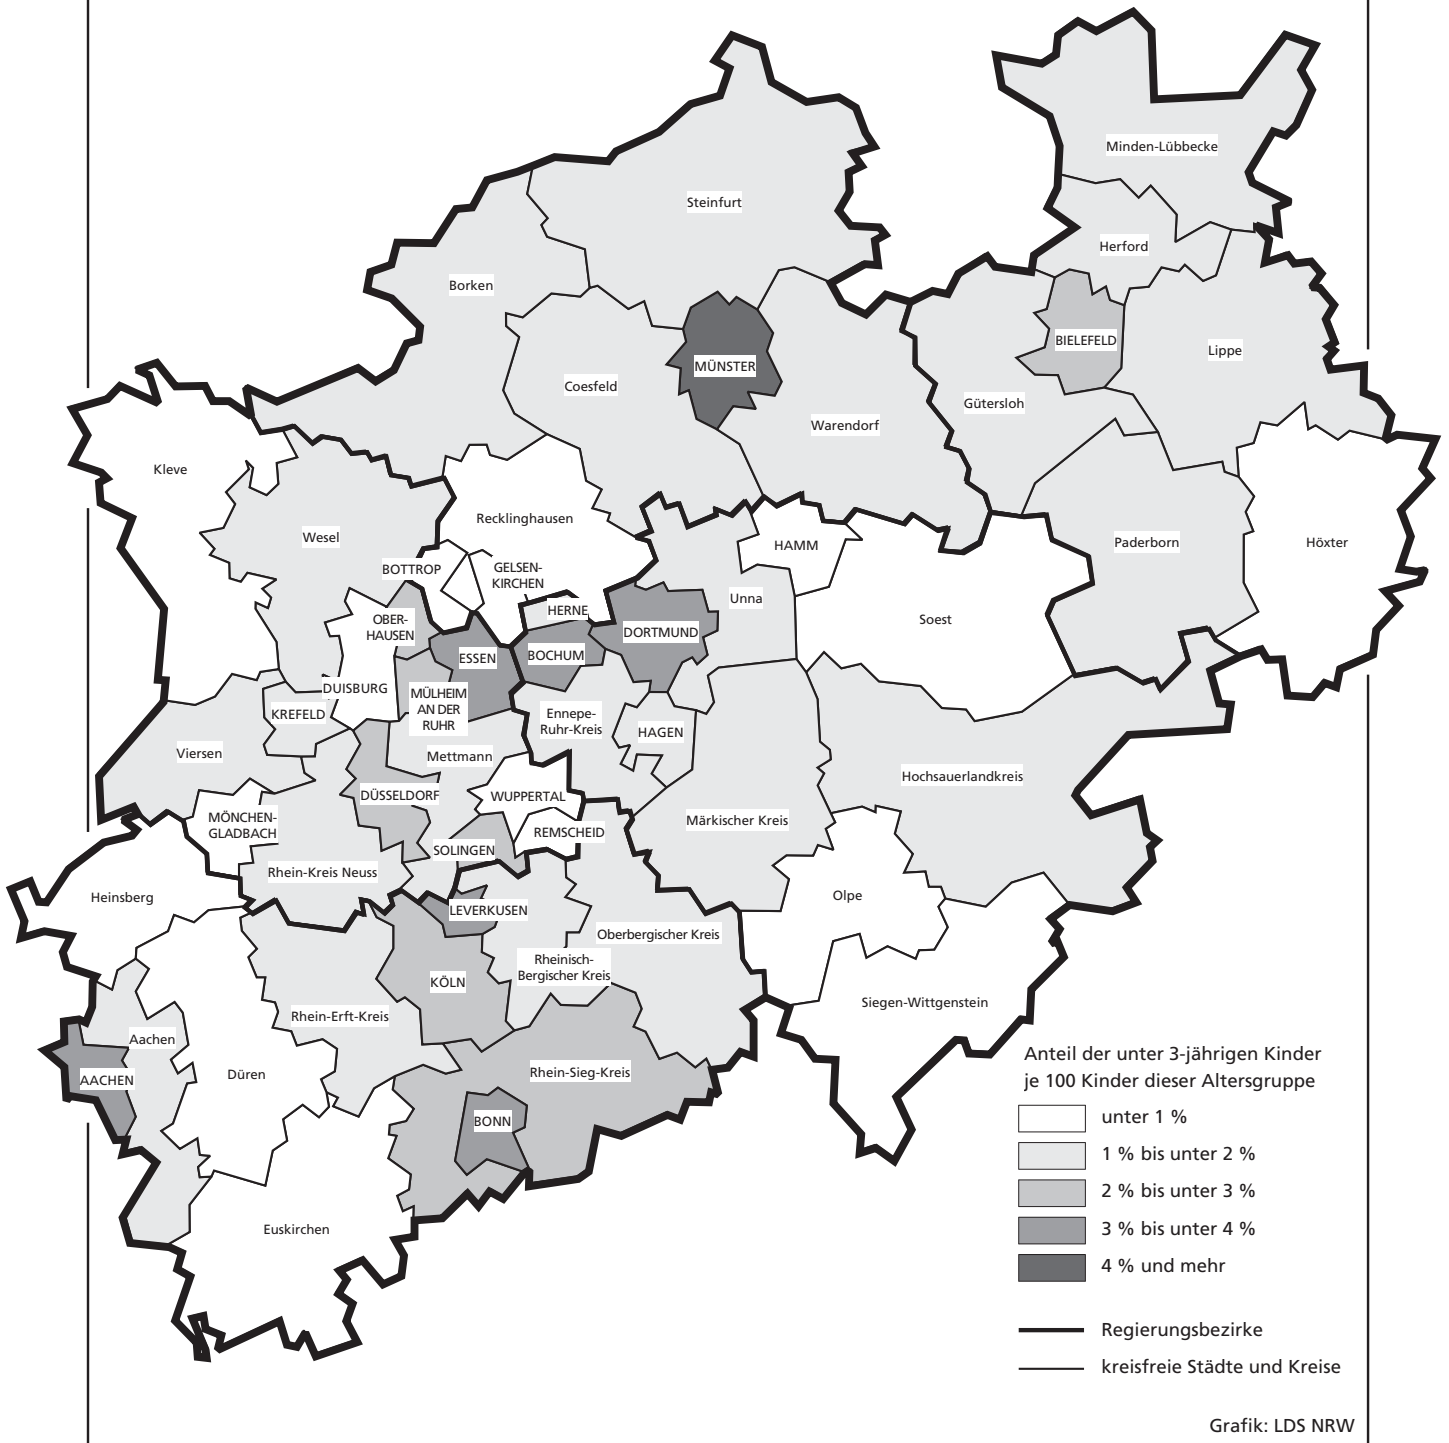 Minden-Lübbecke
Steinfurt
Herford
Borken
BIELEFELD
Lippe
MÜNSTER
Coesfeld
Gütersloh
Warendorf
Kleve
Recklinghausen
Wesel
HAMM
Paderborn
Höxter
BOTTROP
GELSEN-
KIRCHEN
Unna
HERNE
Soest
OBER-
HAUSEN
DORTMUND
ESSEN
BOCHUM
DUISBURG
MÜLHEIM
AN DER
RUHR
KREFELD
Ennepe-
Ruhr-Kreis
HAGEN
Viersen
Mettmann
Hochsauerlandkreis
DÜSSELDORF
WUPPERTAL
MÖNCHEN-
GLADBACH
Märkischer Kreis
REMSCHEID
SOLINGEN
Rhein-Kreis Neuss
Heinsberg
Olpe
LEVERKUSEN
Oberbergischer Kreis
Rheinisch-
Bergischer Kreis
KÖLN
Siegen-Wittgenstein
Rhein-Erft-Kreis
Aachen
Düren
Rhein-Sieg-Kreis
AACHEN
BONN
Euskirchen
Anteil der unter 3-jährigen Kinder
je 100 Kinder dieser Altersgruppe
unter 1 %
1 % bis unter 2 %
2 % bis unter 3 %
3 % bis unter 4 %
4 % und mehr
Regierungsbezirke
kreisfreie Städte und Kreise
Grafik: LDS NRW